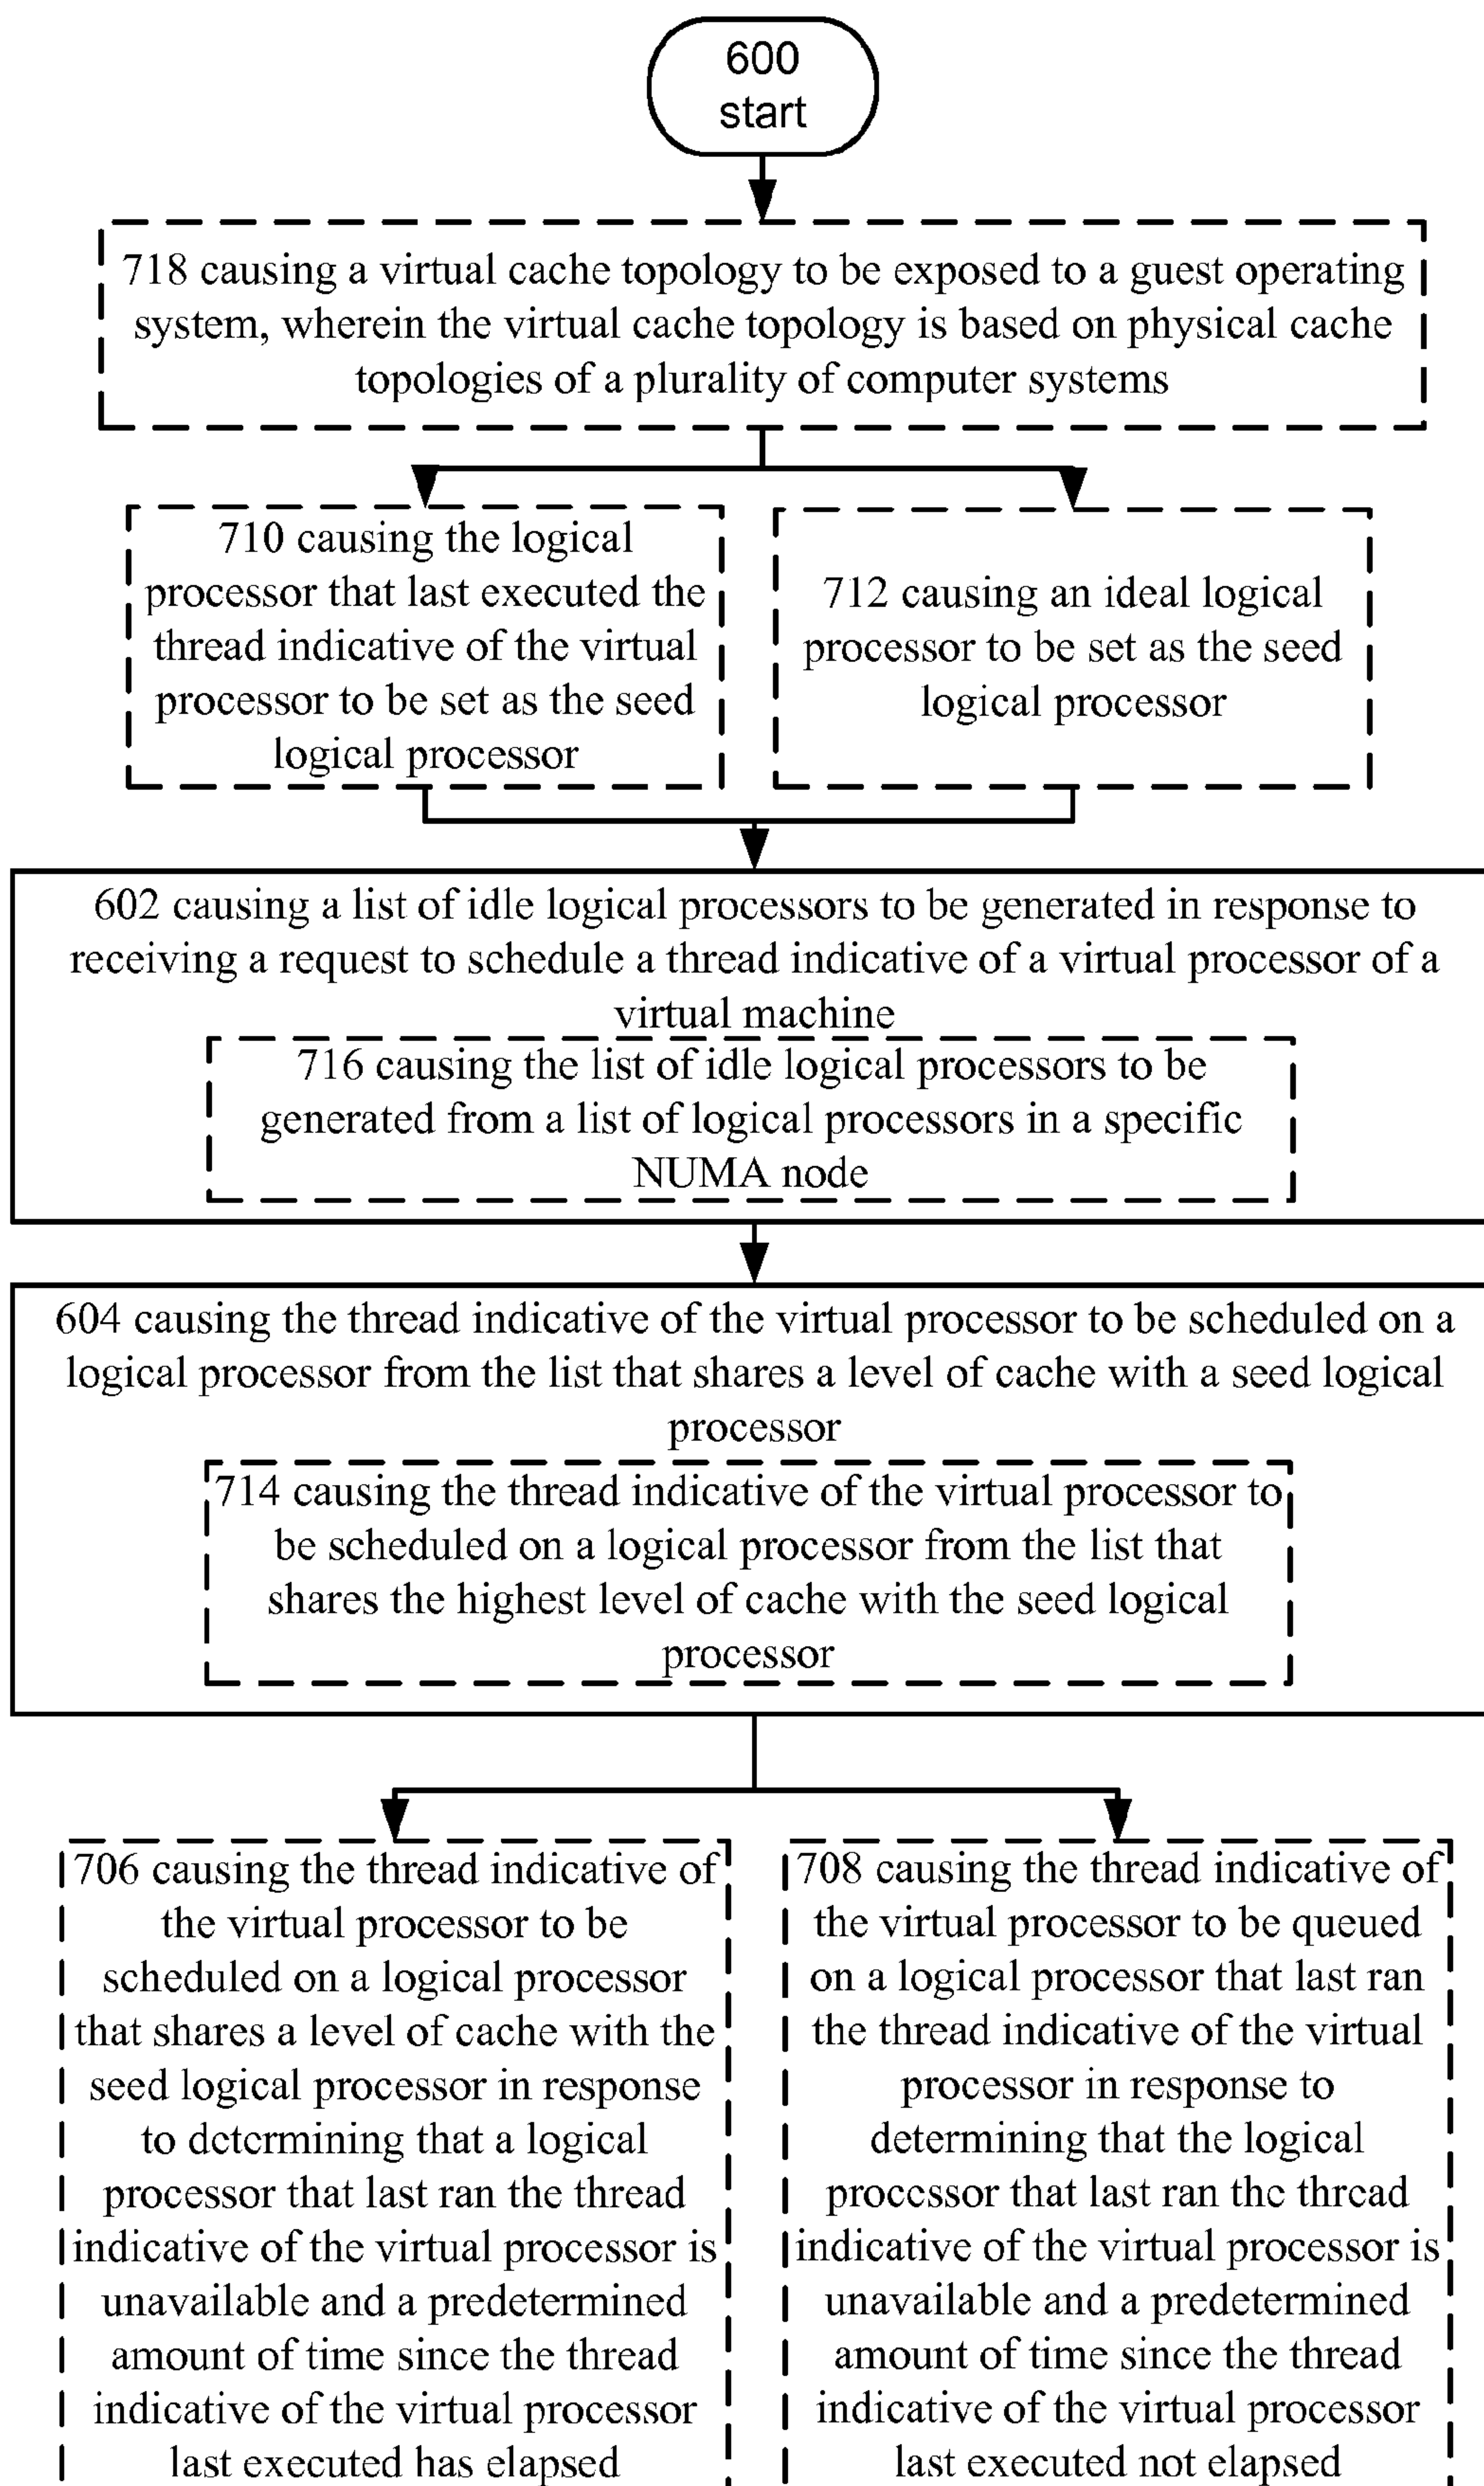 600
start
718 causing a virtual cache topology to be exposed to a guest operating
system, wherein the virtual cache topology is based on physical cache
topologies of a plurality of computer systems
710 causing the logical
processor that last executed the
thread indicative of the virtual
processor to be set as the seed
logical processor
712 causing an ideal logical
processor to be set as the seed
logical processor
602 causing a list of idle logical processors to be generated in response to
receiving a request to schedule a thread indicative of a virtual processor of a
virtual machine
716 causing the list of idle logical processors to be
generated from a list of logical processors in a specific
NUMA node
604 causing the thread indicative of the virtual processor to be scheduled on a
logical processor from the list that shares a level of cache with a seed logical
processor
714 causing the thread indicative of the virtual processor to
be scheduled on a logical processor from the list that
shares the highest level of cache with the seed logical
processor
706 causing the thread indicative of
the virtual processor to be
scheduled on a logical processor
that shares a level of cache with the
seed logical processor in response
to determining that a logical
processor that last ran the thread
indicative of the virtual processor is
unavailable and a predetermined
amount of time since the thread
indicative of the virtual processor
last executed has elapsed
708 causing the thread indicative of
the virtual processor to be queued
on a logical processor that last ran
the thread indicative of the virtual
processor in response to
determining that the logical
processor that last ran the thread
indicative of the virtual processor is
unavailable and a predetermined
amount of time since the thread
indicative of the virtual processor
last executed not elapsed